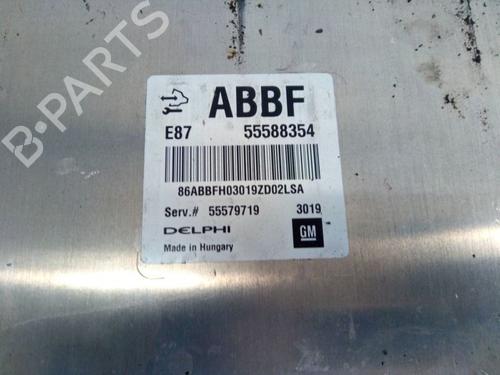 B-PARTS
ABBF
E87 55588354
86ABBFH03019ZD02LSA
Serv.# 55579719 3019
DELPHI GM
Made in Hungary